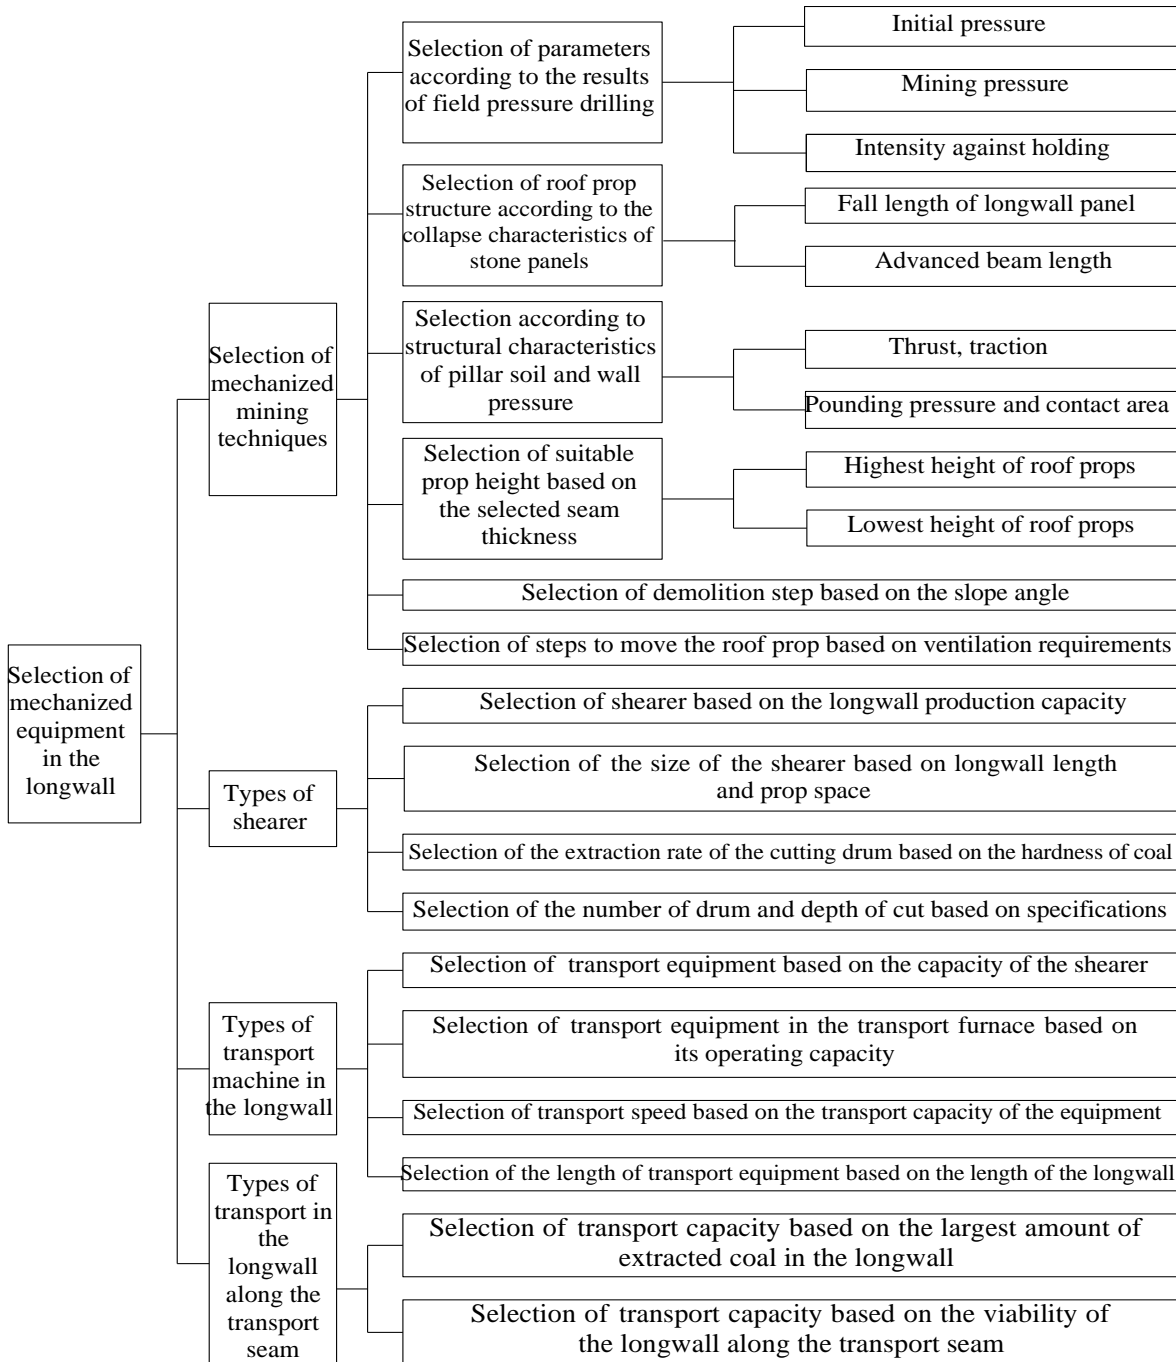 Selection of
mechanized
equipment
in the
longwall
Selection of
mechanized
mining
techniques
Selection of parameters
according to the results
of field pressure drilling
Initial pressure
Mining pressure
Intensity against holding
Selection of roof prop
structure according to the
collapse characteristics of
stone panels
Fall length of longwall panel
Advanced beam length
Selection according to
structural characteristics
of pillar soil and wall
pressure
Thrust, traction
Pounding pressure and contact area
Selection of suitable
prop height based on
the selected seam
thickness
Highest height of roof props
Lowest height of roof props
Selection of demolition step based on the slope angle
Selection of steps to move the roof prop based on ventilation requirements
Types of
shearer
Selection of shearer based on the longwall production capacity
Selection of the size of the shearer based on longwall length
and prop space
Selection of the extraction rate of the cutting drum based on the hardness of coal
Selection of the number of drum and depth of cut based on specifications
Types of
transport
machine in
the longwall
Selection of transport equipment based on the capacity of the shearer
Selection of transport equipment in the transport furnace based on
its operating capacity
Selection of transport speed based on the transport capacity of the equipment
Selection of the length of transport equipment based on the length of the longwall
Types of
transport in
the
longwall
along the
transport
seam
Selection of transport capacity based on the largest amount of
extracted coal in the longwall
Selection of transport capacity based on the viability of
the longwall along the transport seam